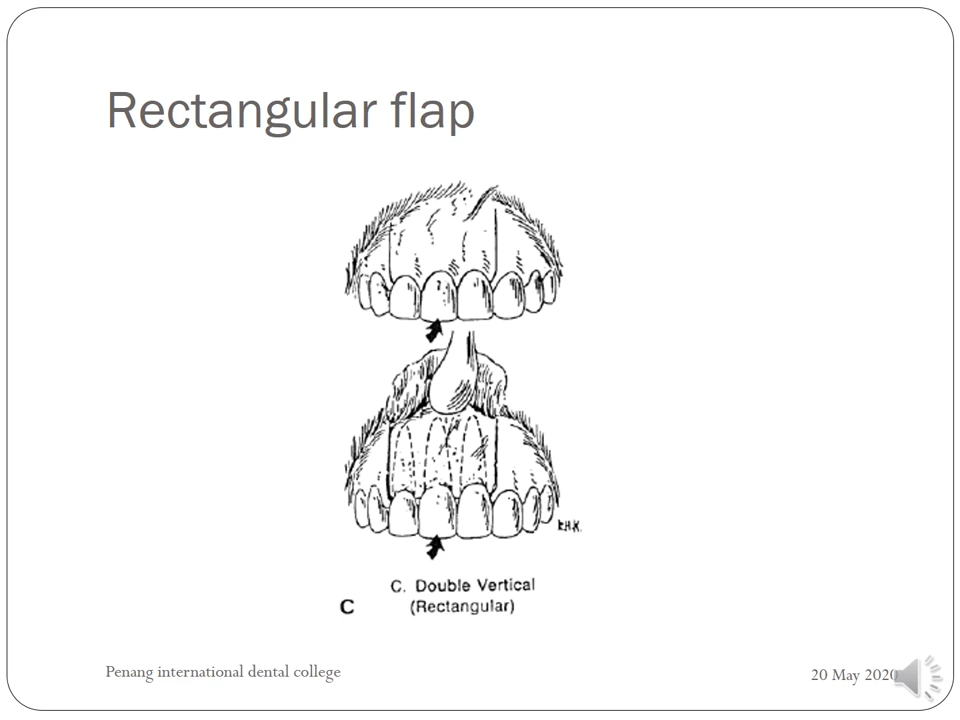 Rectangular flap
R.H.K.
C. Double Vertical
C (Rectangular)
Penang international dental college
20 May 2020